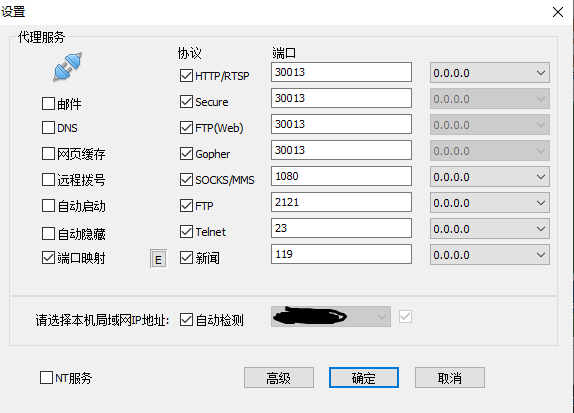 设置
代理服务
协议 端口
HTTP/RTSP 30013 0.0.0.0
邮件 Secure 30013 0.0.0.0
DNS FTP(Web) 30013 0.0.0.0
网页缓存 Gopher 30013 0.0.0.0
远程拨号 SOCKS/MMS 1080 0.0.0.0
自动启动 FTP 2121 0.0.0.0
自动隐藏 Telnet 23 0.0.0.0
端口映射 E 新闻 119 0.0.0.0
请选择本机局域网IP地址: 自动检测
NT服务 高级 确定 取消